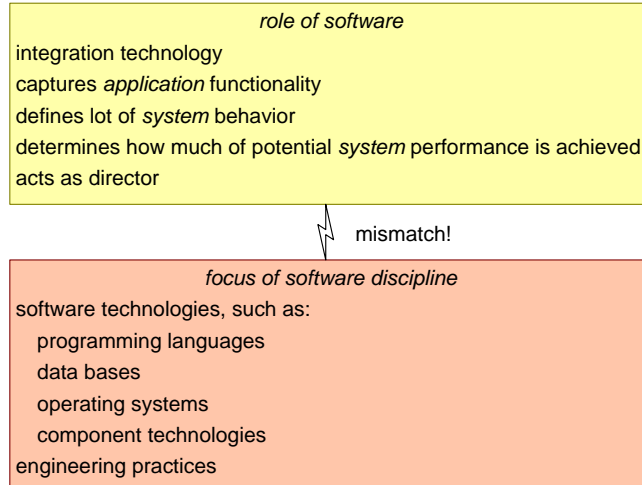 role of software
integration technology
captures application functionality
defines lot of system behavior
determines how much of potential system performance is achieved
acts as director
mismatch!
focus of software discipline
software technologies, such as:
programming languages
data bases
operating systems
component technologies
engineering practices